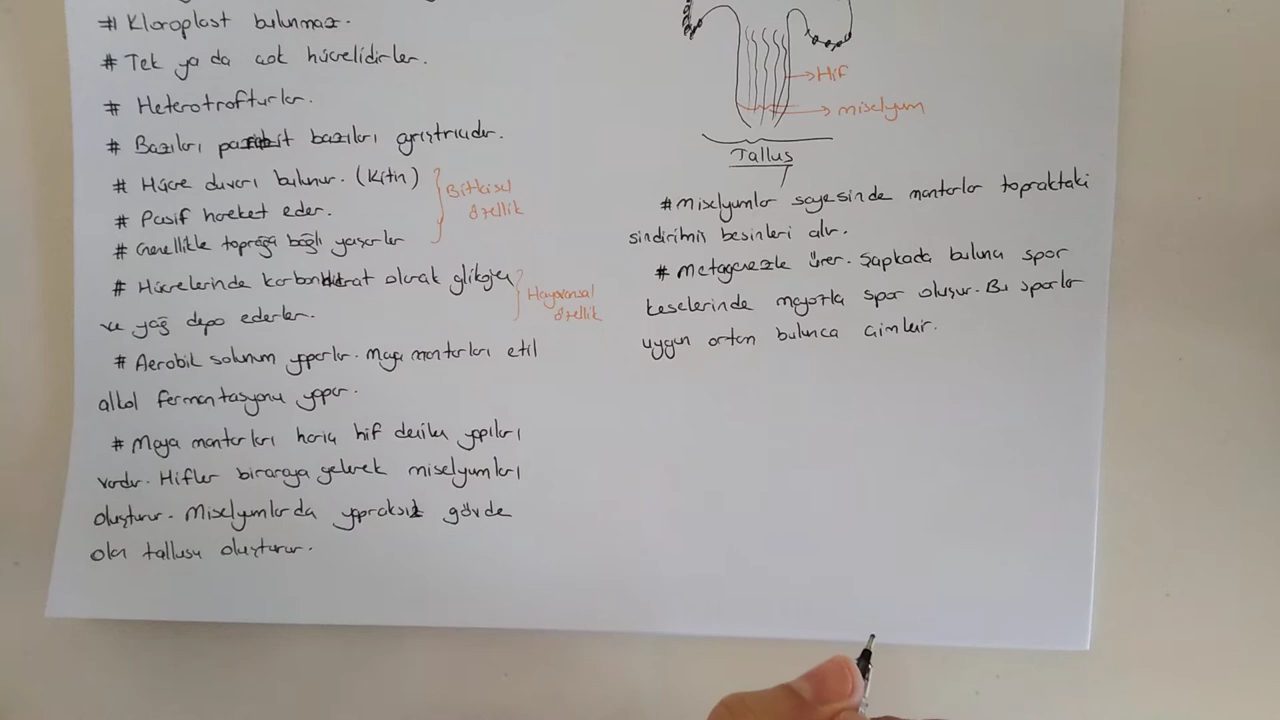 # Kloroplast bulunmaz.
# Tek ya da çok hücrelidirler.
# Heterotrofturlar.
# Bazıları parazit bazıları çürütücüdür.
# Hücre duvarı bulunur. (Kitin)
# Pasif hareket eder.
# Genellikle toprağa bağlı yaşarlar
Bitkisel
özellik
# Hücrelerinde karbonhidrat olarak glikojen
ve yağ depo ederler.
Hayvansal
özellik
# Aerobik solunum yaparlar. Maya mantarları etil
alkol fermantasyonu yapar.
# Maya mantarları hariç hif denilen yapıları
vardır. Hifler biraraya gelerek miselyumları
oluşturur. Miselyumlarda yapraksız gövde
olan tallusu oluşturur.
Hif
miselyum
Tallus
# Miselyumlar sayesinde mantarlar topraktaki
sindirilmiş besinleri alır.
# Metagenezle ürer. Şapkada buluna spor
keselerinde mayozla spor oluşur. Bu sporlar
uygun ortam bulunca çimlenir.